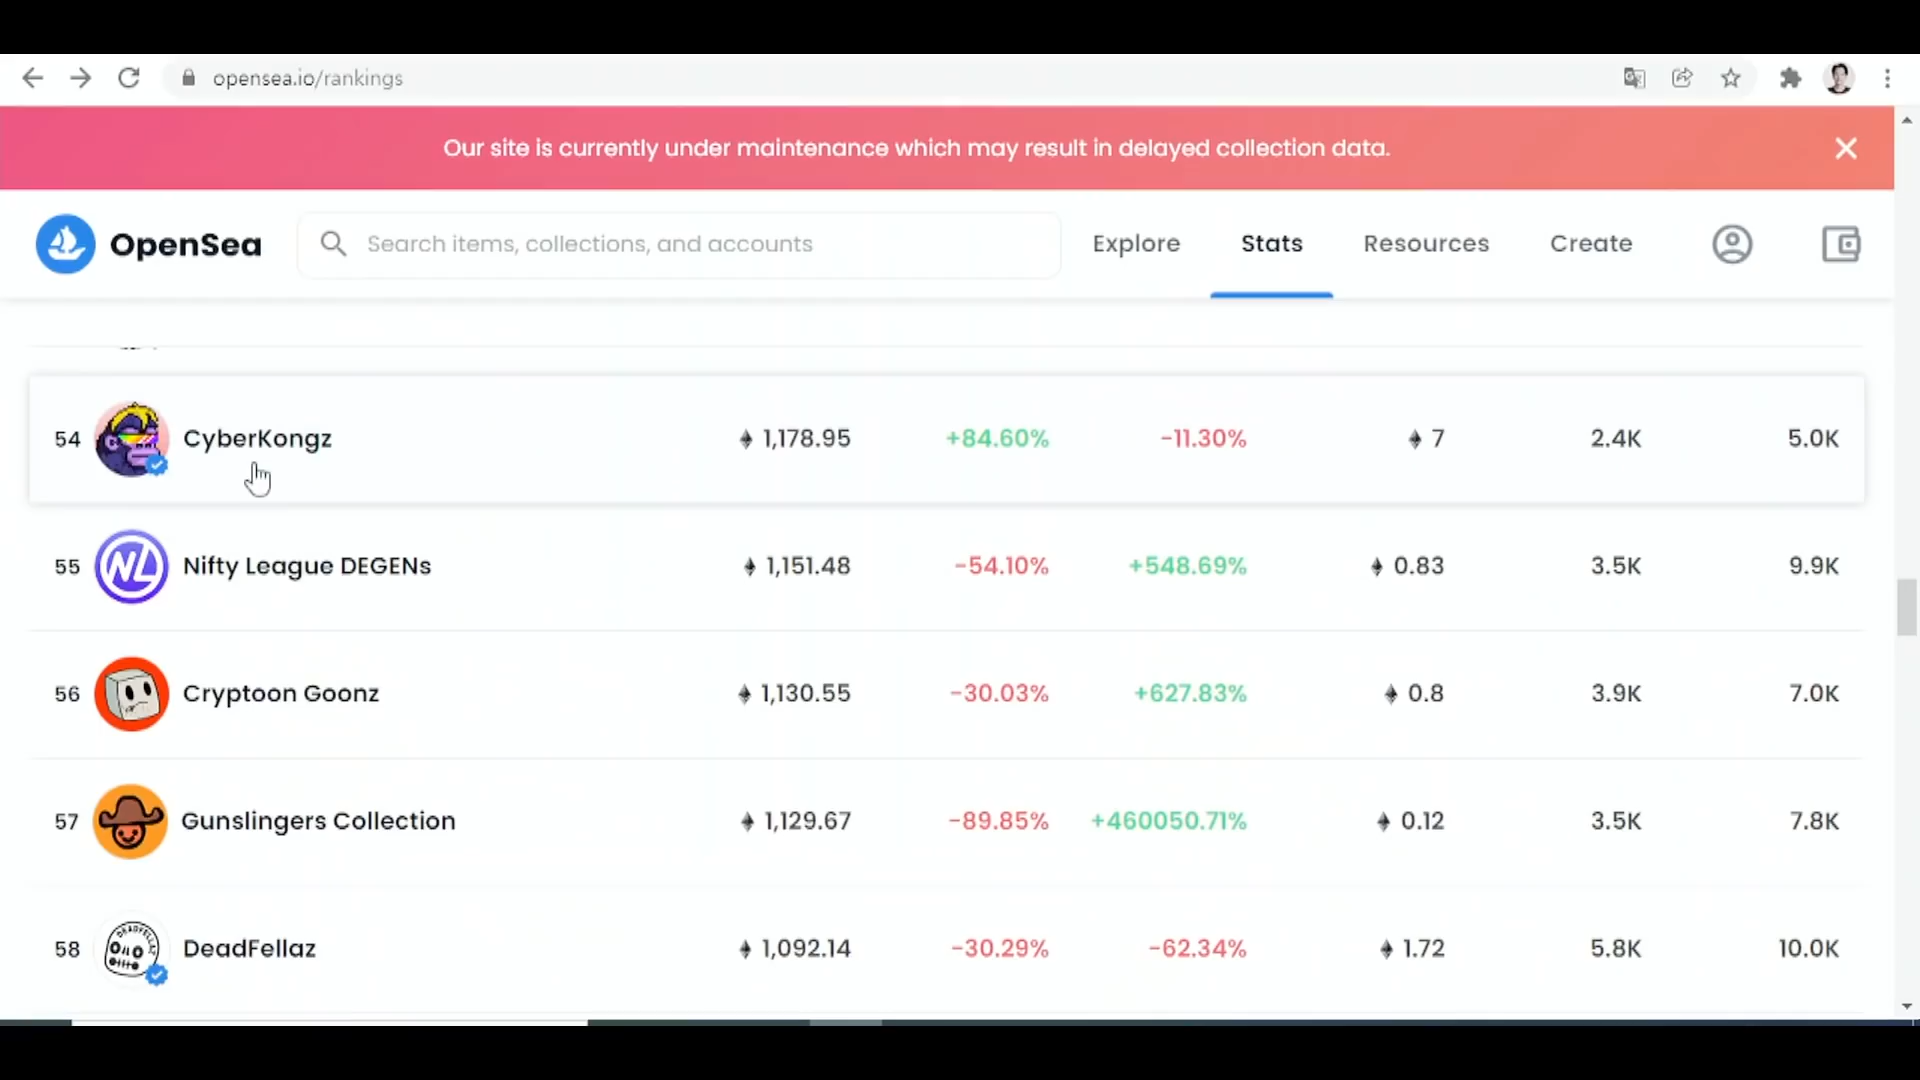 opensea.io/rankings
Our site is currently under maintenance which may result in delayed collection data.
OpenSea Search items, collections, and accounts Explore Stats Resources Create
54 CyberKongz 1,178.95 +84.60% -11.30% 7 2.4K 5.0K
55 NL Nifty League DEGENs 1,151.48 -54.10% +548.69% 0.83 3.5K 9.9K
56 Cryptoon Goonz 1,130.55 -30.03% +627.83% 0.8 3.9K 7.0K
57 Gunslingers Collection 1,129.67 -89.85% +460050.71% 0.12 3.5K 7.8K
58 DEADFELLAZ DeadFellaz 1,092.14 -30.29% -62.34% 1.72 5.8K 10.0K